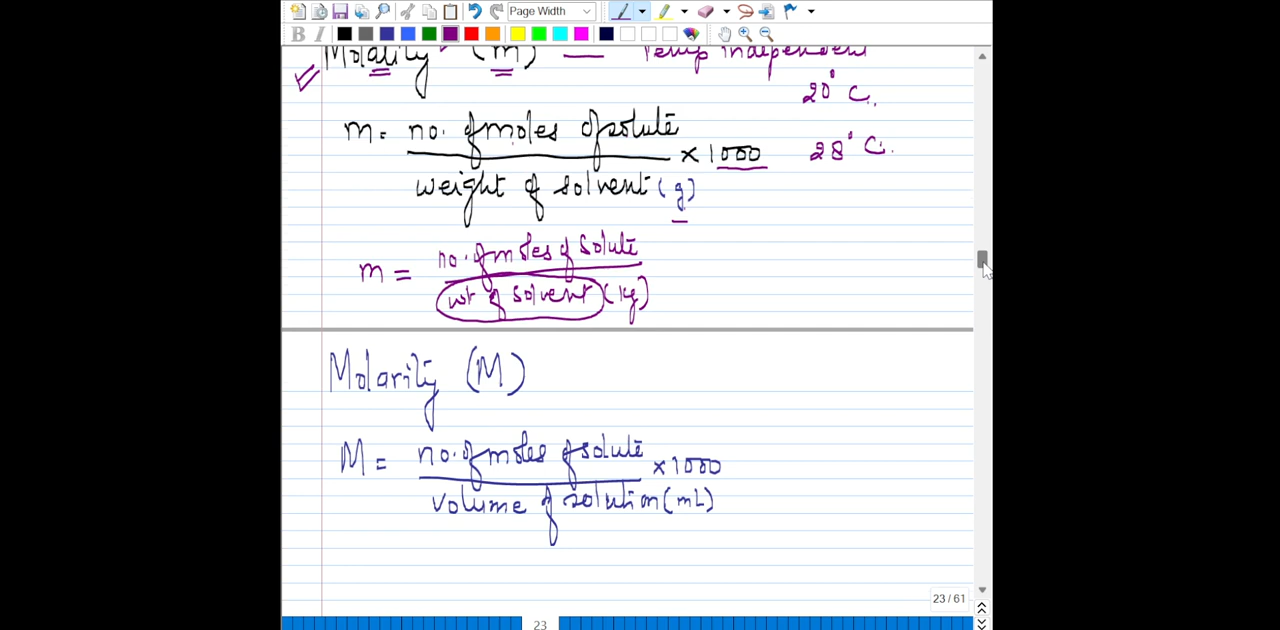 Page Width
Molality (m) — Temp independent
20° C.
m = no. of moles of solute × 1000
28° C.
weight of solvent (g)
m = no. of moles of solute
wt of solvent (kg)
Molarity (M)
M = no. of moles of solute × 1000
volume of solution (mL)
23 / 61
23